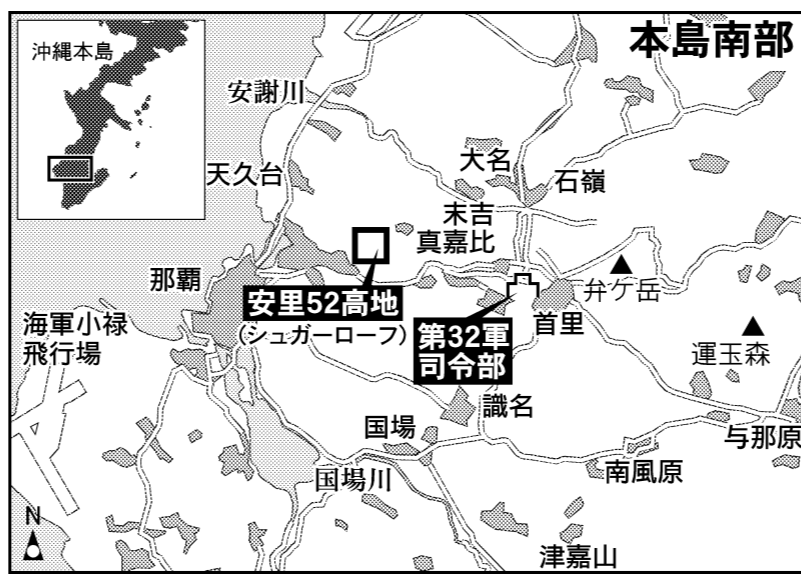 本島南部
沖縄本島
安謝川
天久台
大名
石嶺
末吉
真嘉比
那覇
安里52高地
(シュガーローフ)
弁ケ岳
首里
第32軍
司令部
海軍小禄
飛行場
運玉森
識名
国場
与那原
国場川
南風原
津嘉山
N